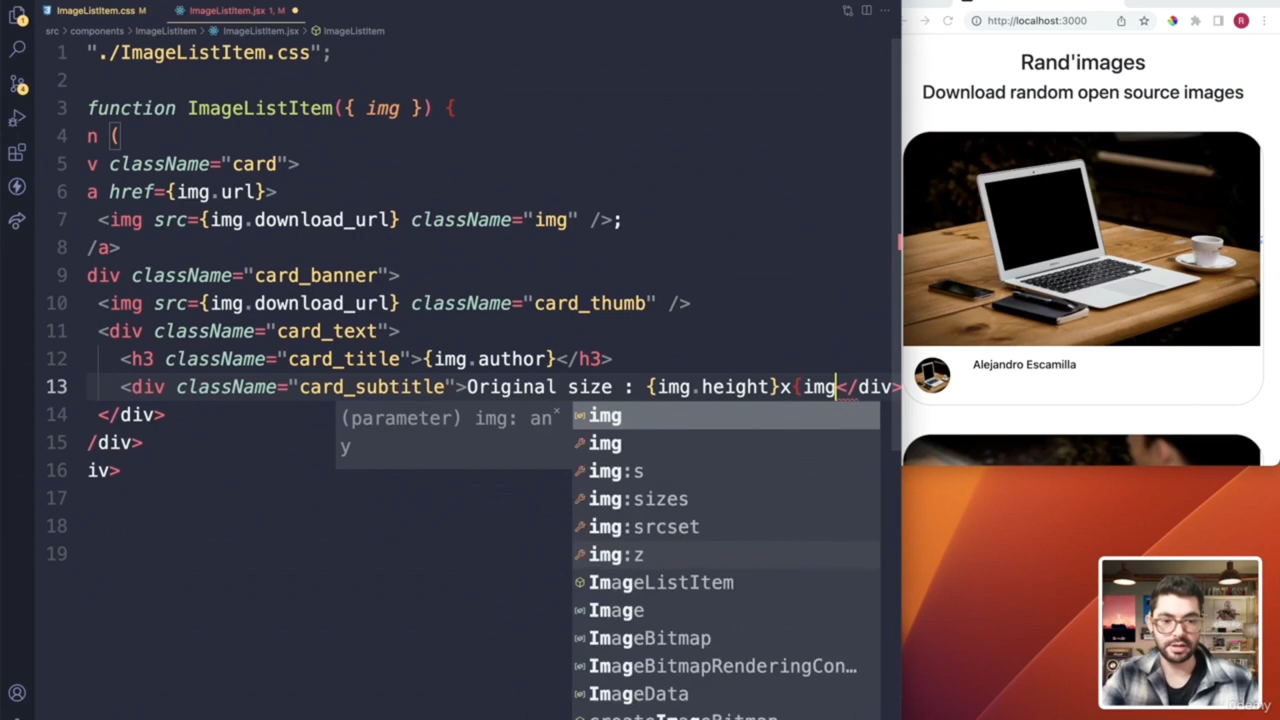 ImageListItem.css M
ImageListItem.jsx 1, M
src › components › ImageListItem › ImageListItem.jsx › ImageListItem
1 "./ImageListItem.css";
2
3 function ImageListItem({ img }) {
4 n (
5 v className="card">
6 a href={img.url}>
7 <img src={img.download_url} className="img" />;
8 /a>
9 div className="card_banner">
10 <img src={img.download_url} className="card_thumb" />
11 <div className="card_text">
12 <h3 className="card_title">{img.author}</h3>
13 <div className="card_subtitle">Original size : {img.height}x{img</div>
14 </div>
15 /div>
16 iv>
17
18
19
(parameter) img: an
y
×
img
img
img:s
img:sizes
img:srcset
img:z
ImageListItem
Image
ImageBitmap
ImageBitmapRenderingCon…
ImageData
createImageBitmap
1
4
http://localhost:3000
R
Rand'images
Download random open source images
Alejandro Escamilla
ûdemy